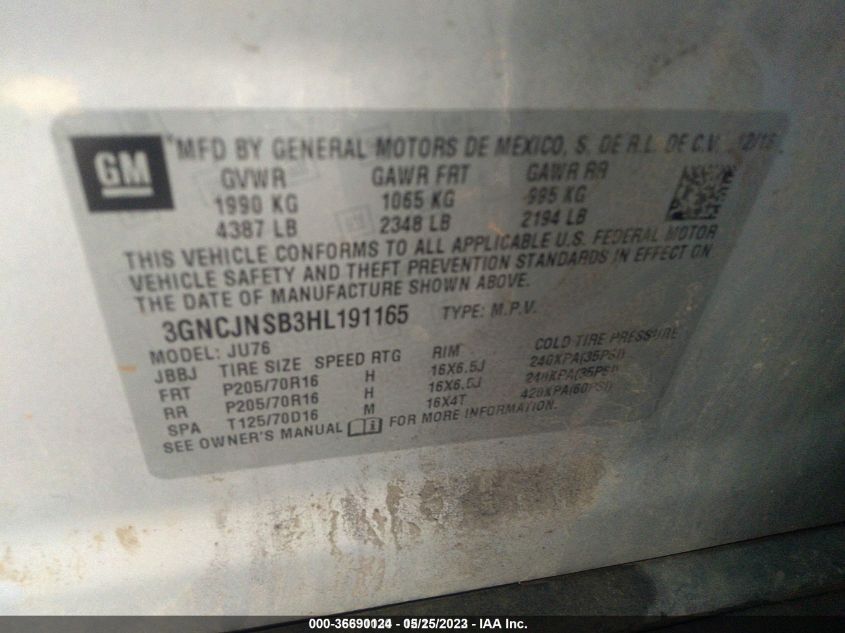 GM
*MFD BY GENERAL MOTORS DE MEXICO, S. DE R.L. DE C.V. 12/16
GVWR GAWR FRT GAWR RR
1990 KG 1065 KG 995 KG
4387 LB 2348 LB 2194 LB
THIS VEHICLE CONFORMS TO ALL APPLICABLE U.S. FEDERAL MOTOR
VEHICLE SAFETY AND THEFT PREVENTION STANDARDS IN EFFECT ON
THE DATE OF MANUFACTURE SHOWN ABOVE.
3GNCJNSB3HL191165 TYPE: M.P.V.
MODEL: JU76
JBBJ TIRE SIZE SPEED RTG RIM COLD TIRE PRESSURE
FRT P205/70R16 H 16X6.5J 240KPA(35PSI)
RR P205/70R16 H 16X6.5J 240KPA(35PSI)
SPA T125/70D16 M 16X4T 420KPA(60PSI)
SEE OWNER'S MANUAL FOR MORE INFORMATION.
05/25/2023 - IAA Inc.